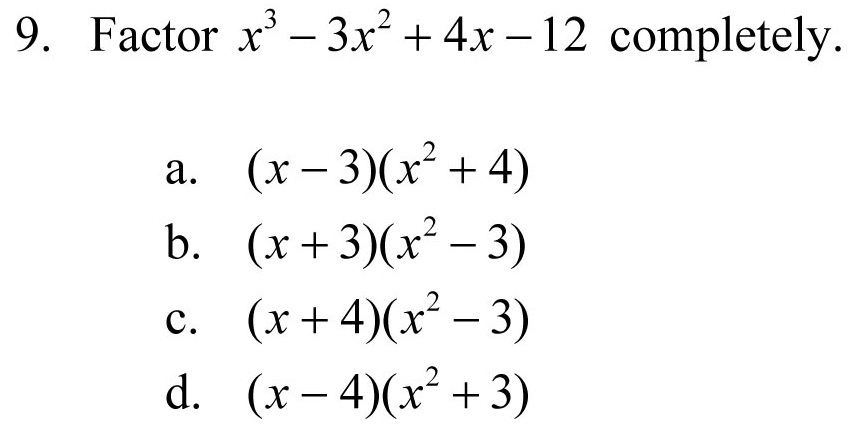 9. Factor x³ – 3x² + 4x – 12 completely.
a. (x – 3)(x² + 4)
b. (x + 3)(x² – 3)
c. (x + 4)(x² – 3)
d. (x – 4)(x² + 3)